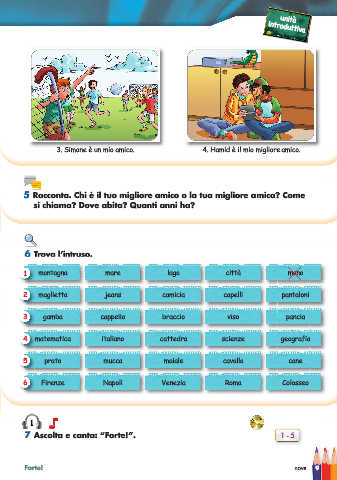 unità
introduttiva
3. Simone è un mio amico.
4. Hamid è il mio migliore amico.
5 Racconta. Chi è il tuo migliore amico o la tua migliore amica? Come
si chiama? Dove abita? Quanti anni ha?
6 Trova l'intruso.
1 montagna mare lago città mano
2 maglietta jeans camicia capelli pantaloni
3 gamba cappello braccio viso pancia
4 matematica italiano cattedra scienze geografia
5 prato mucca maiale cavallo cane
6 Firenze Napoli Venezia Roma Colosseo
1
7 Ascolta e canta: "Forte!".
1 - 5
Forte!
nove
9